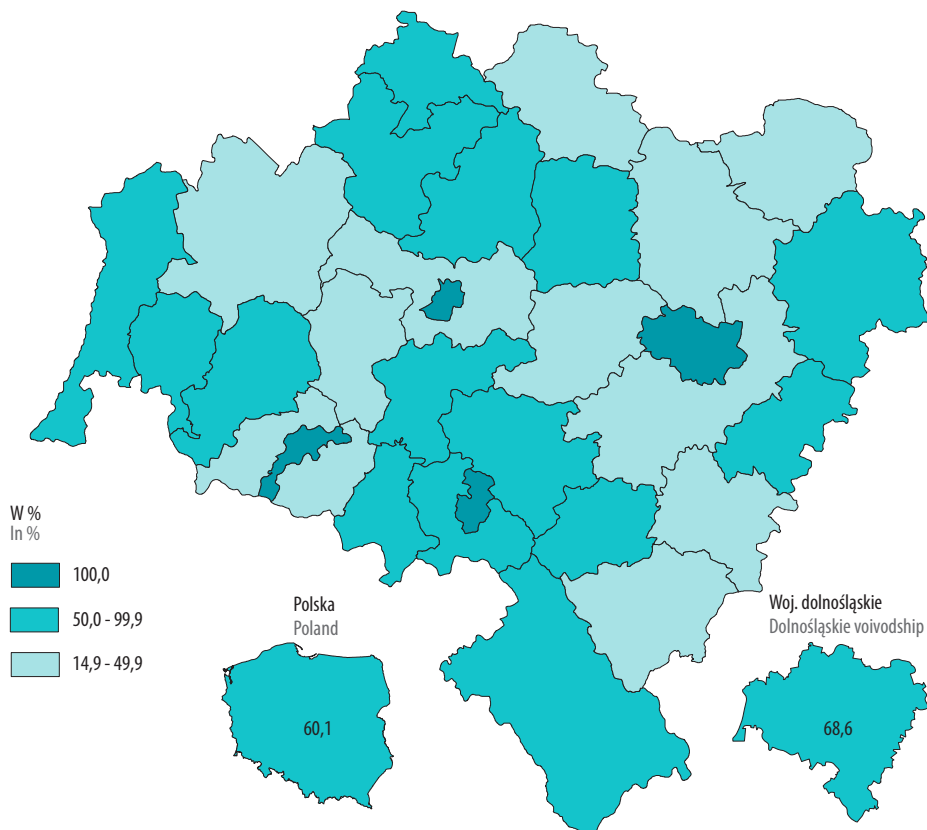 W %
In %
100,0
50,0 - 99,9
14,9 - 49,9
Polska
Poland
60,1
Woj. dolnośląskie
Dolnośląskie voivodship
68,6